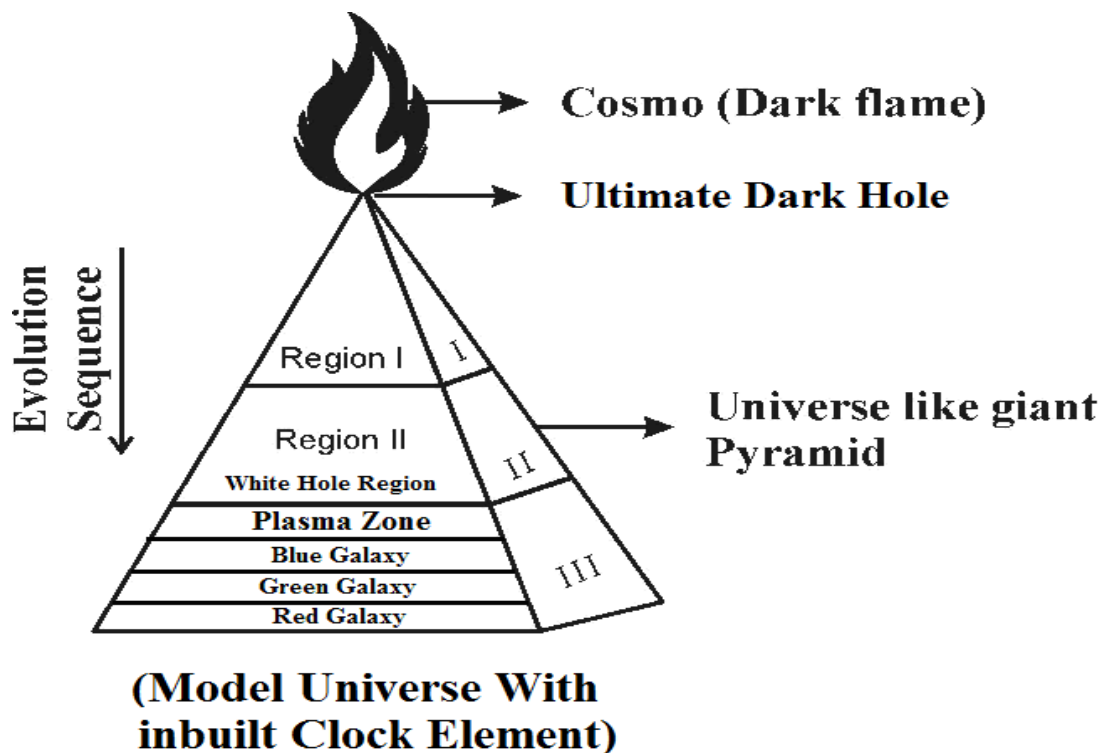 Cosmo (Dark flame)
Ultimate Dark Hole
Evolution
Sequence
Region I
I
Region II
II
White Hole Region
Universe like giant
Pyramid
Plasma Zone
Blue Galaxy
Green Galaxy
Red Galaxy
III
(Model Universe With
inbuilt Clock Element)